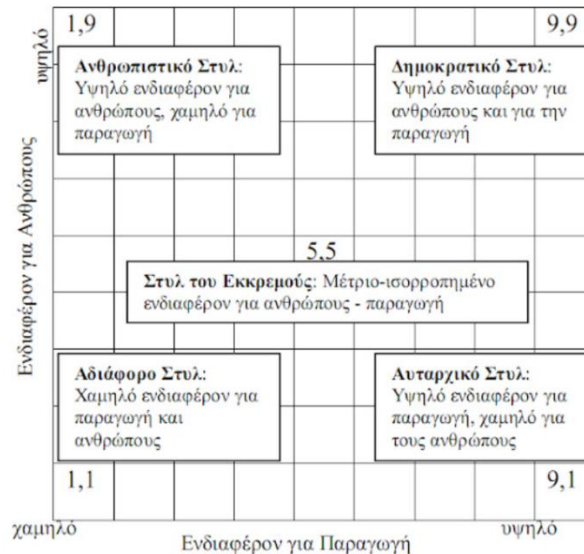 1,9
9,9
υψηλό
Ανθρωπιστικό Στυλ:
Υψηλό ενδιαφέρον για
ανθρώπους, χαμηλό για
παραγωγή
Δημοκρατικό Στυλ:
Υψηλό ενδιαφέρον για
ανθρώπους και για την
παραγωγή
Ενδιαφέρον για Ανθρώπους
5,5
Στυλ του Εκκρεμούς: Μέτριο-ισορροπημένο
ενδιαφέρον για ανθρώπους - παραγωγή
Αδιάφορο Στυλ:
Χαμηλό ενδιαφέρον για
παραγωγή και
ανθρώπους
Αυταρχικό Στυλ:
Υψηλό ενδιαφέρον για
παραγωγή, χαμηλό για
τους ανθρώπους
1,1
9,1
χαμηλό
Ενδιαφέρον για Παραγωγή
υψηλό